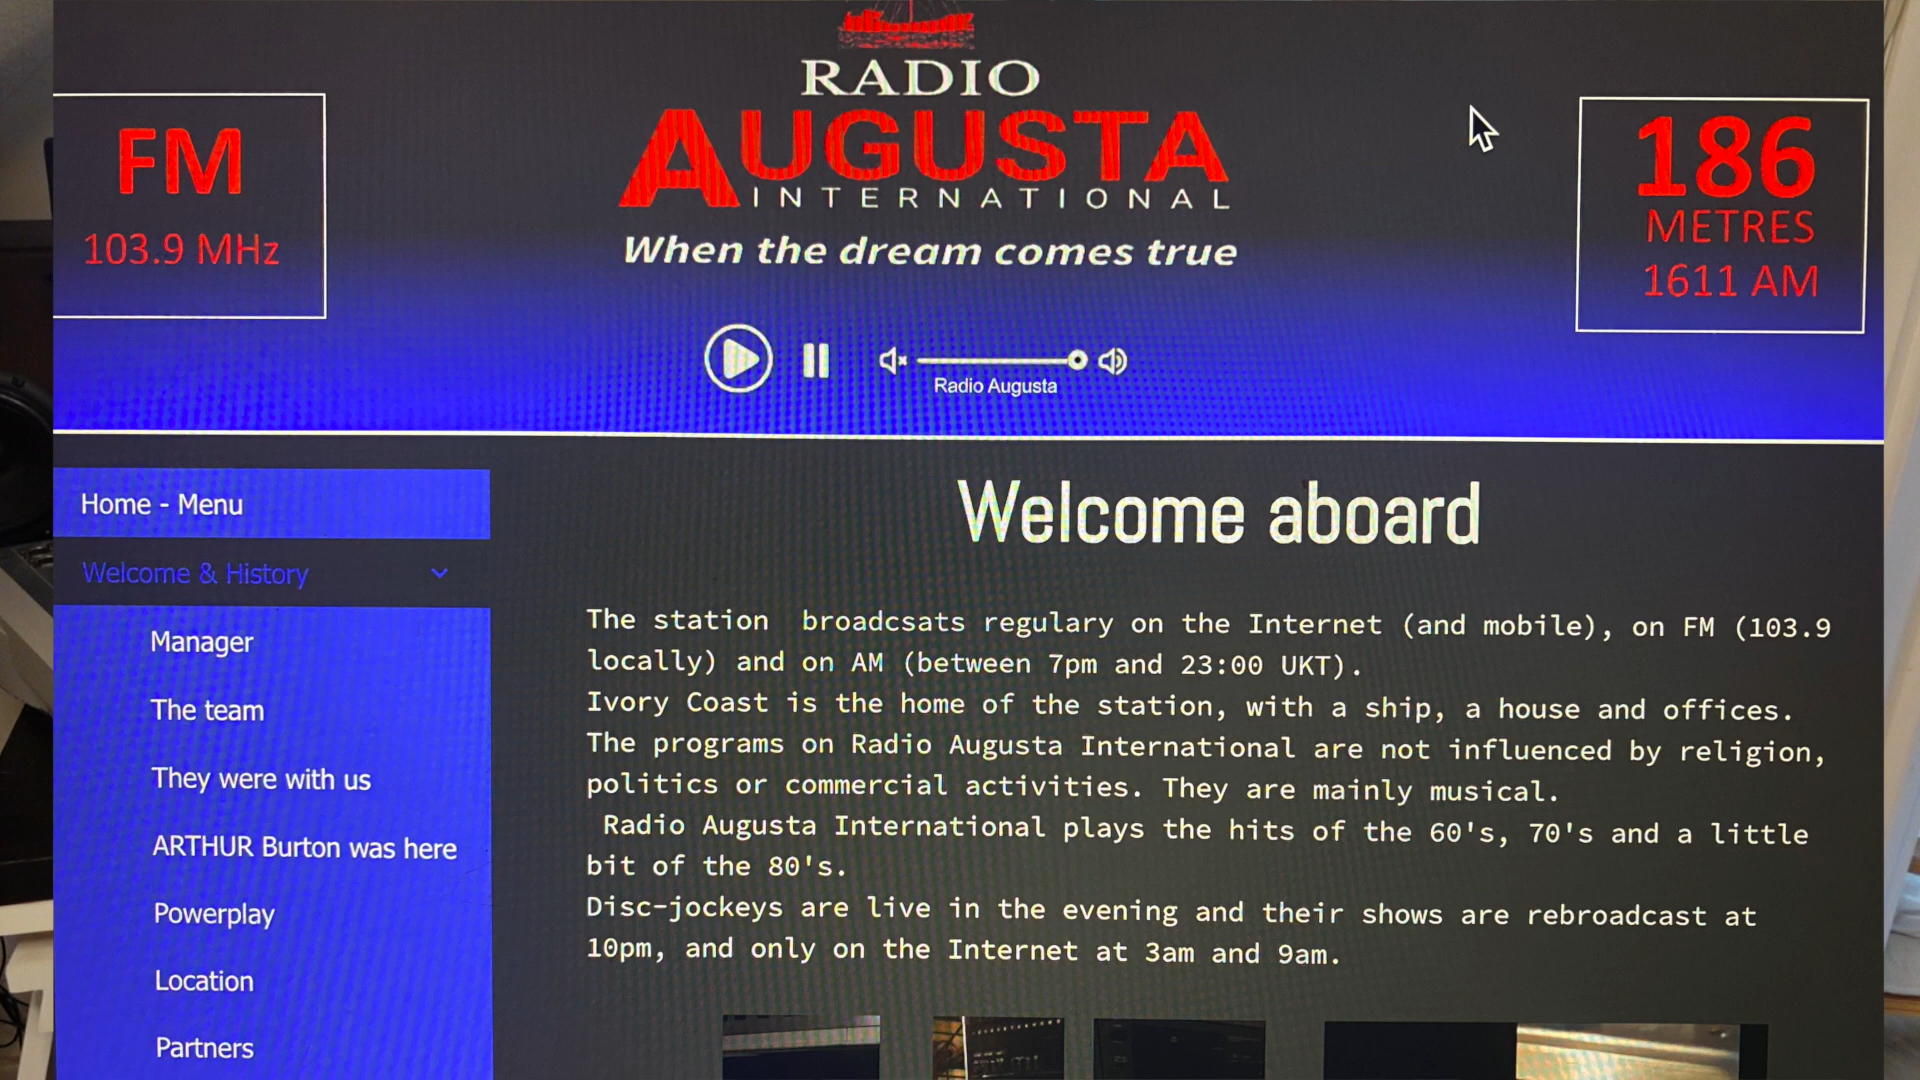 RADIO
AUGUSTA
INTERNATIONAL
When the dream comes true
FM
103.9 MHz
186
METRES
1611 AM
Radio Augusta
Home - Menu
Welcome & History
Manager
The team
They were with us
ARTHUR Burton was here
Powerplay
Location
Partners
Welcome aboard
The station  broadcsats regulary on the Internet (and mobile), on FM (103.9
locally) and on AM (between 7pm and 23:00 UKT).
Ivory Coast is the home of the station, with a ship, a house and offices.
The programs on Radio Augusta International are not influenced by religion,
politics or commercial activities. They are mainly musical.
Radio Augusta International plays the hits of the 60's, 70's and a little
bit of the 80's.
Disc-jockeys are live in the evening and their shows are rebroadcast at
10pm, and only on the Internet at 3am and 9am.